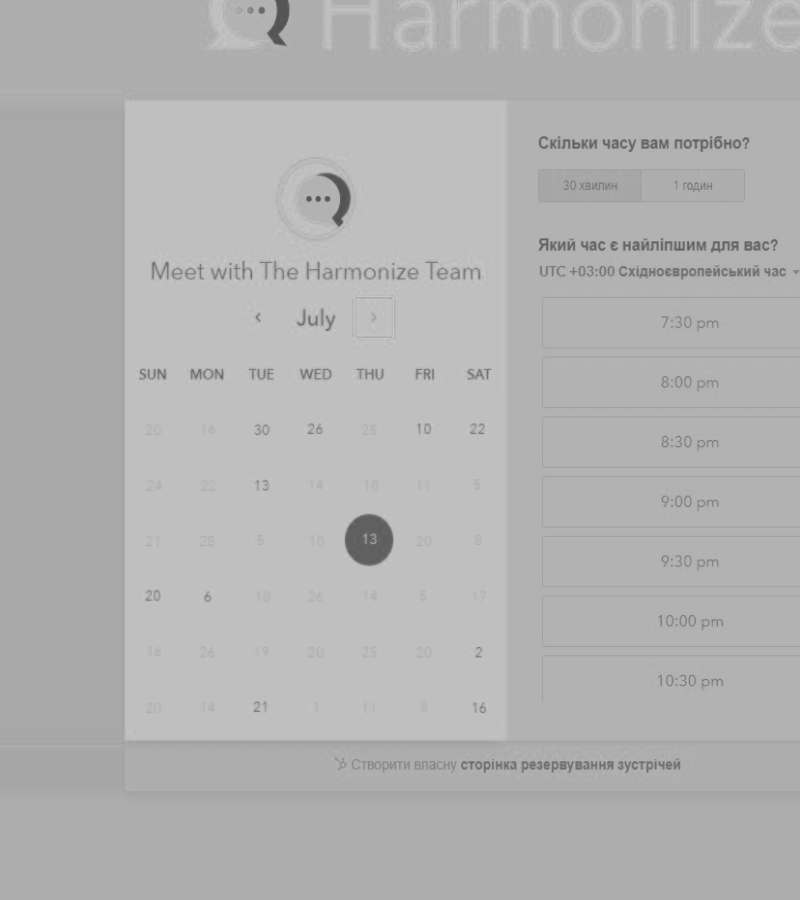 Harmonize
Meet with The Harmonize Team
July
SUN MON TUE WED THU FRI SAT
20 16 30 26 25 10 22
24 22 13 14 10 11 5
21 28 5 10 13 20 8
20 6 10 26 14 5 17
16 26 19 20 25 20 2
20 14 21 1 11 8 16
Скільки часу вам потрібно?
30 хвилин 1 годин
Який час є найліпшим для вас?
UTC +03:00 Східноєвропейський час
7:30 pm
8:00 pm
8:30 pm
9:00 pm
9:30 pm
10:00 pm
10:30 pm
Створити власну сторінка резервування зустрічей